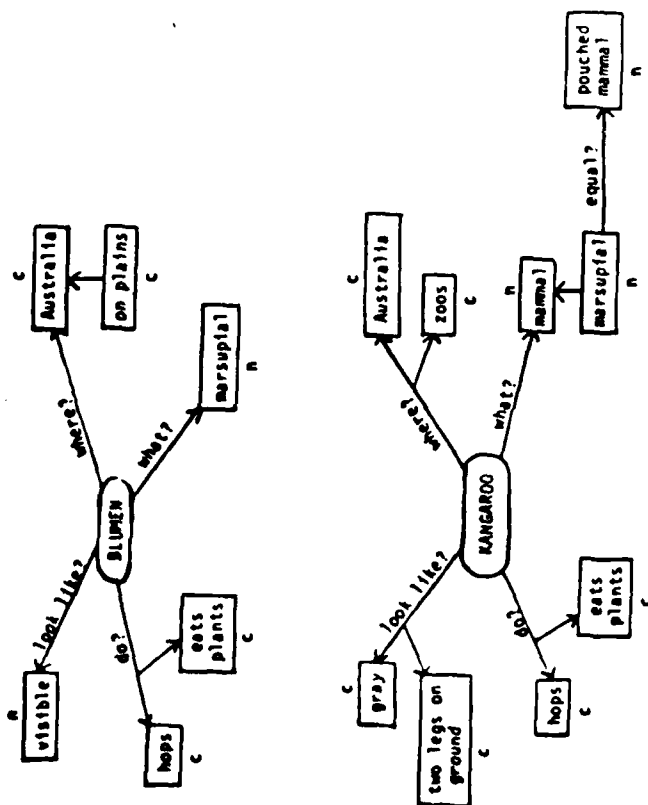 n
visible
look like?
where?
c
Australia
on plains
c
BLUMEN
do?
what?
hops
c
eats
plants
c
marsupial
n
c
gray
look like?
two legs on
ground
c
where?
c
Australia
zoos
c
KANGAROO
do?
what?
hops
c
eats
plants
c
n
mammal
marsupial
n
equal?
pouched
mammal
n